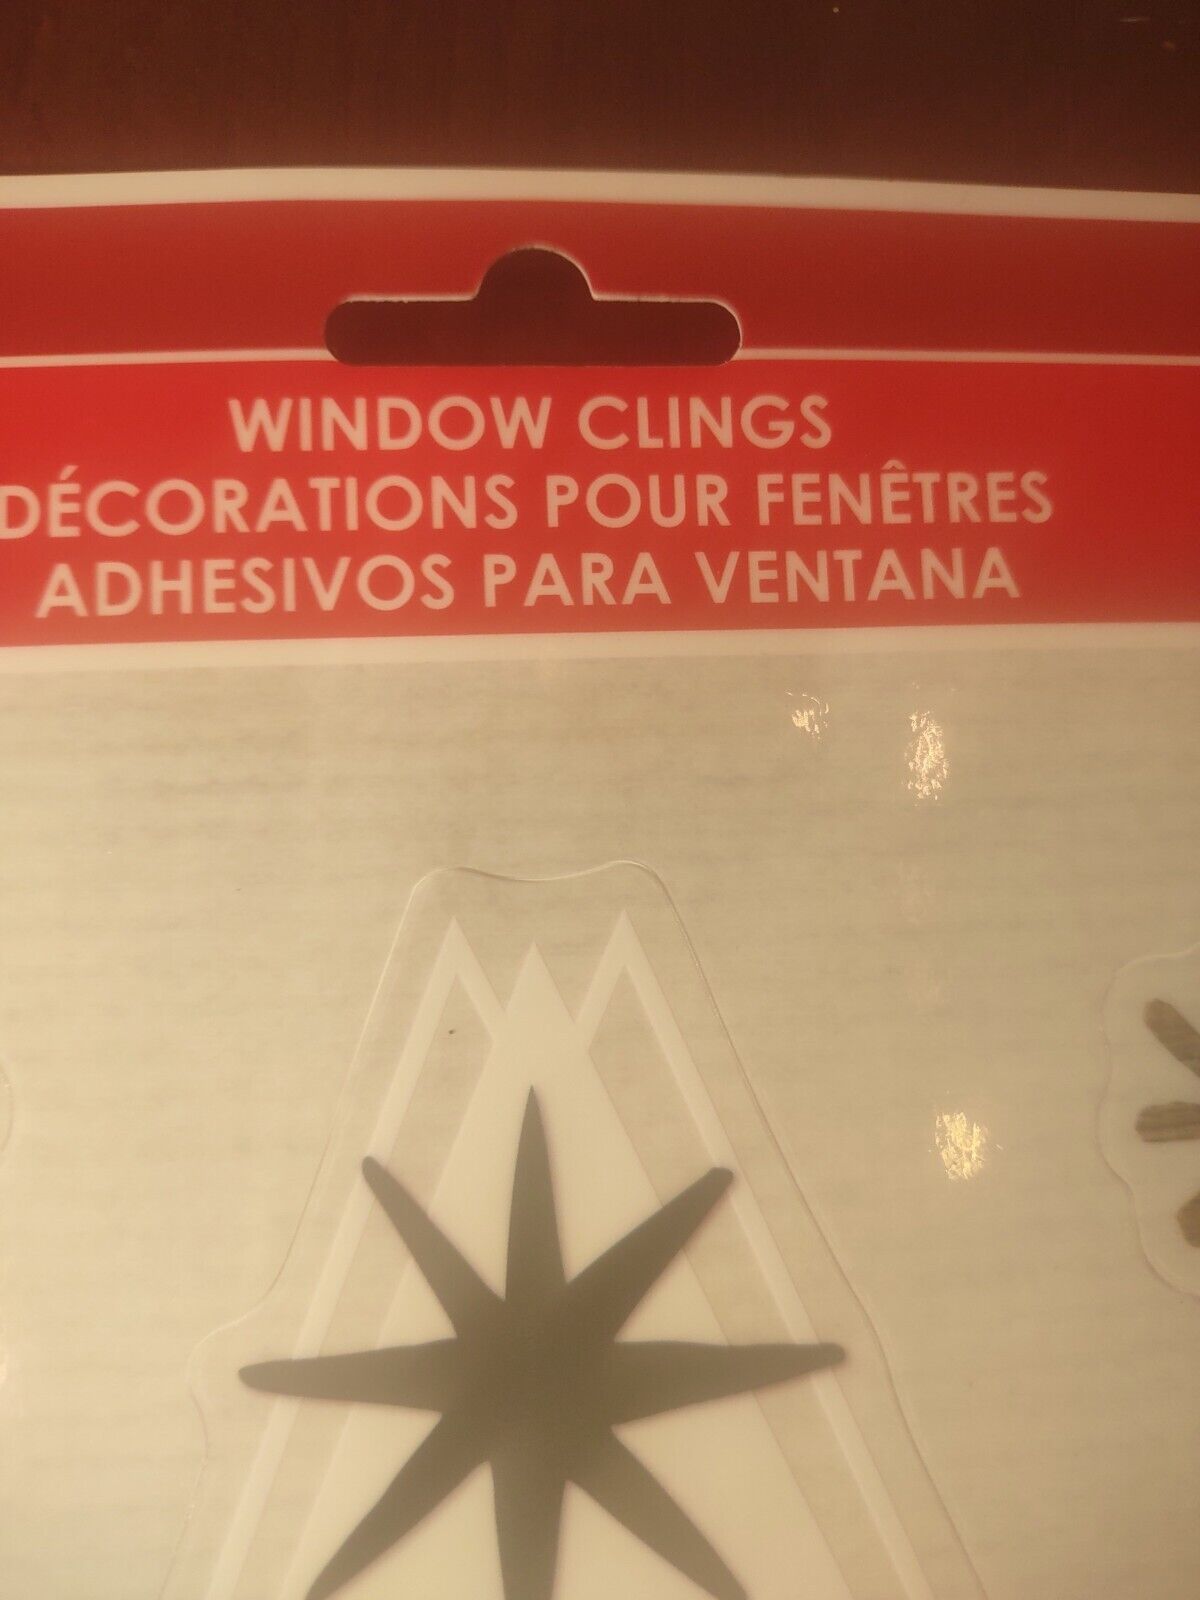 WINDOW CLINGS
DÉCORATIONS POUR FENÊTRES
ADHESIVOS PARA VENTANA